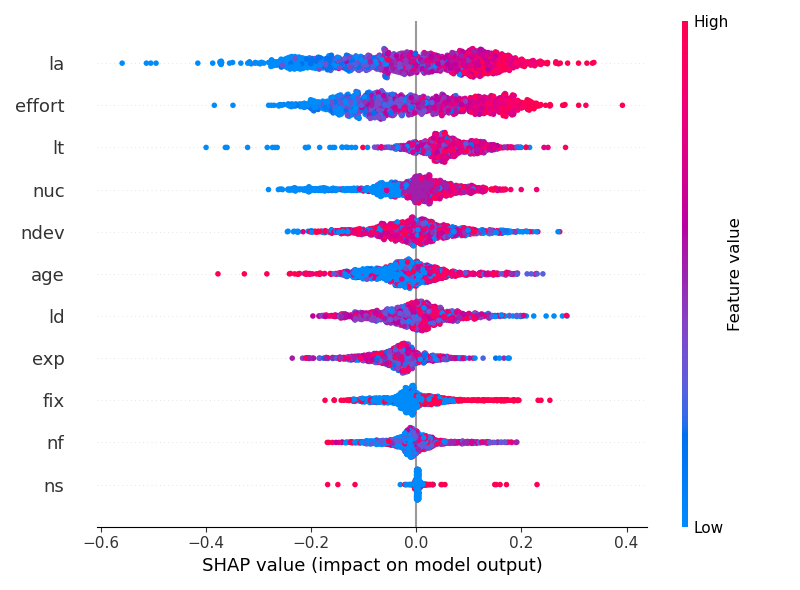 High
la
effort
lt
nuc
ndev
age
ld
exp
fix
nf
ns
Feature value
Low
−0.6 −0.4 −0.2 0.0 0.2 0.4
SHAP value (impact on model output)